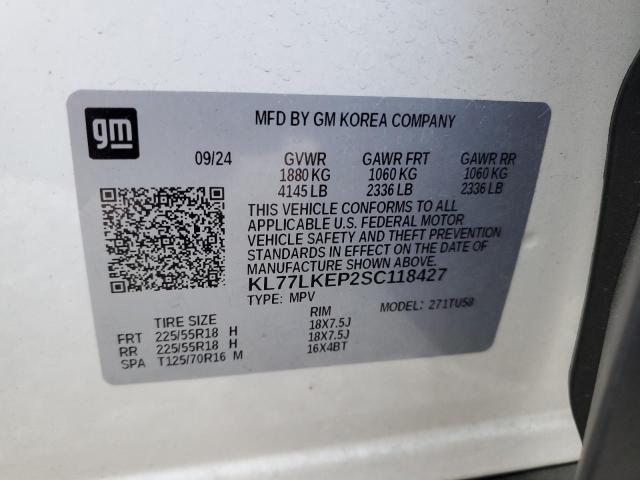 gm
MFD BY GM KOREA COMPANY
09/24 GVWR GAWR FRT GAWR RR
1880 KG 1060 KG 1060 KG
4145 LB 2336 LB 2336 LB
THIS VEHICLE CONFORMS TO ALL
APPLICABLE U.S. FEDERAL MOTOR
VEHICLE SAFETY AND THEFT PREVENTION
STANDARDS IN EFFECT ON THE DATE OF
MANUFACTURE SHOWN ABOVE.
KL77LKEP2SC118427
TYPE: MPV MODEL: 271TU58
TIRE SIZE RIM
FRT 225/55R18 H 18X7.5J
RR 225/55R18 H 18X7.5J
SPA T125/70R16 M 16X4BT